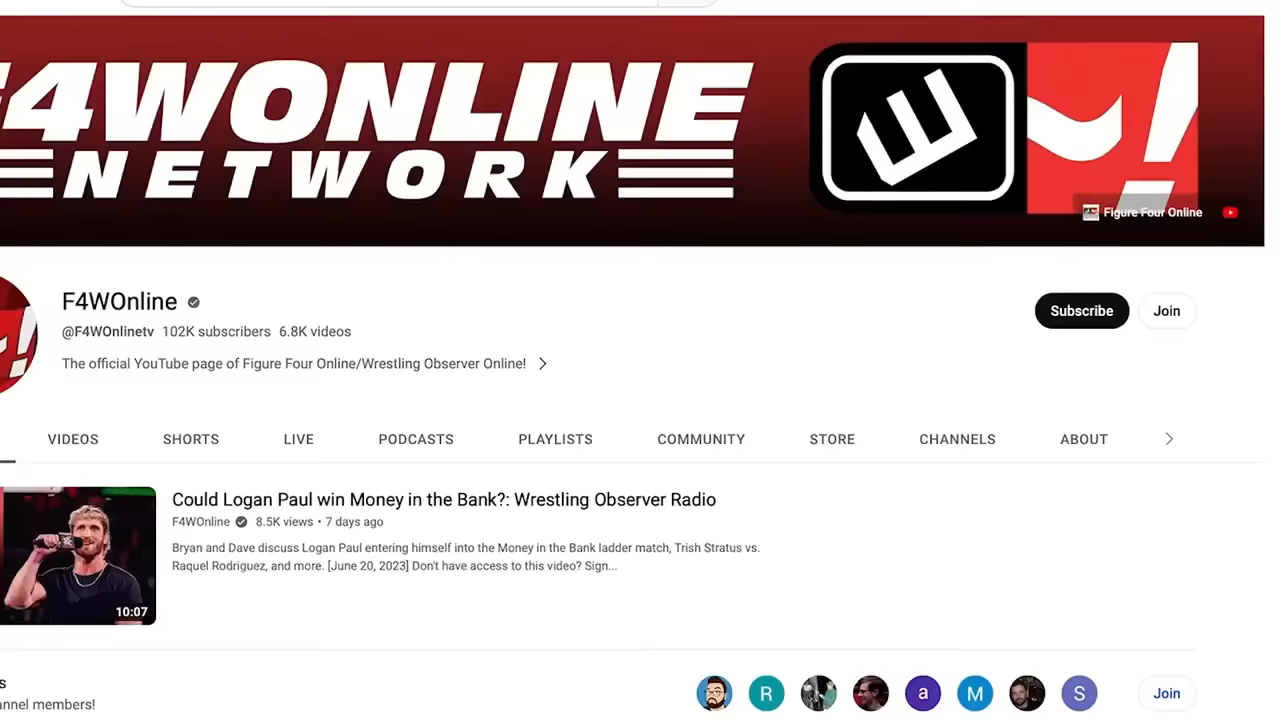 F4WONLINE
NETWORK
Figure Four Online
F4WOnline
@F4WOnlinetv 102K subscribers 6.8K videos
The official YouTube page of Figure Four Online/Wrestling Observer Online!
Subscribe
Join
VIDEOS SHORTS LIVE PODCASTS PLAYLISTS COMMUNITY STORE CHANNELS ABOUT
Could Logan Paul win Money in the Bank?: Wrestling Observer Radio
F4WOnline 8.5K views • 7 days ago
Bryan and Dave discuss Logan Paul entering himself into the Money in the Bank ladder match, Trish Stratus vs.
Raquel Rodriguez, and more. [June 20, 2023] Don't have access to this video? Sign...
10:07
R a M S
Join
channel members!